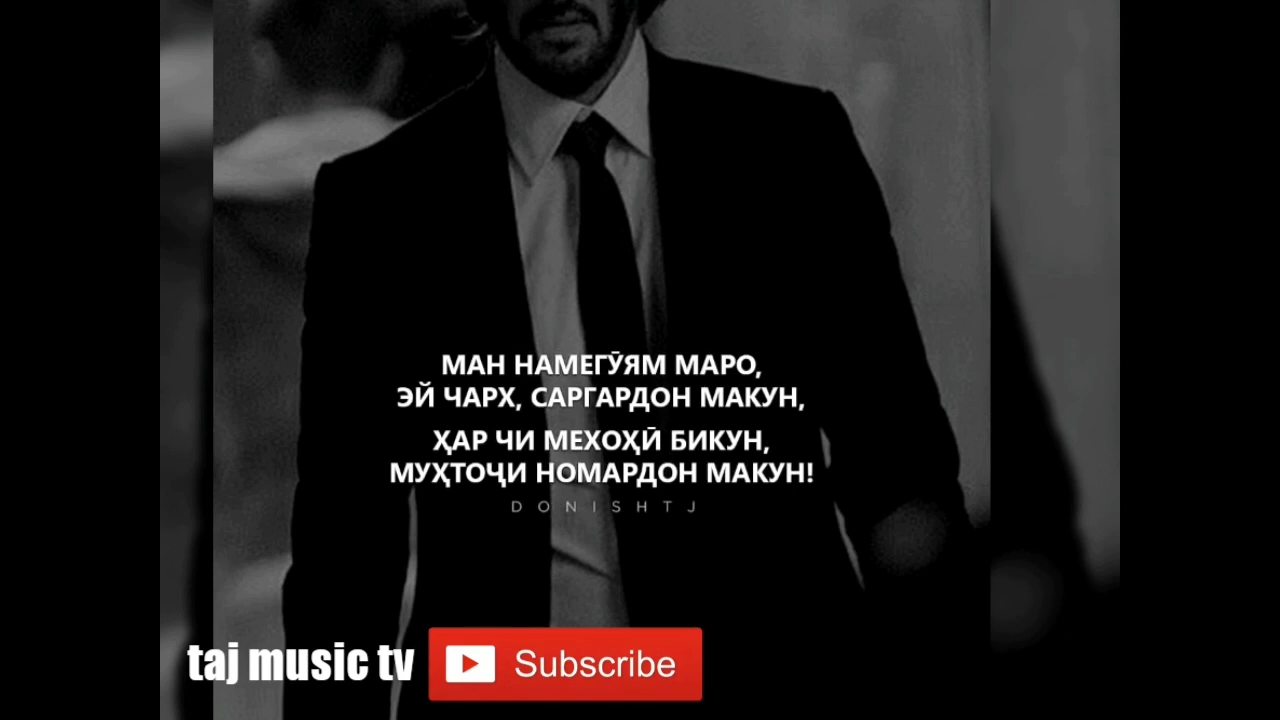 МАН НАМЕГӮЯМ МАРО,
ЭЙ ЧАРХ, САРГАРДОН МАКУН,
ҲАР ЧИ МЕХОҲӢ БИКУН,
МУҲТОҶИ НОМАРДОН МАКУН!
DONISHTJ
taj music tv
Subscribe